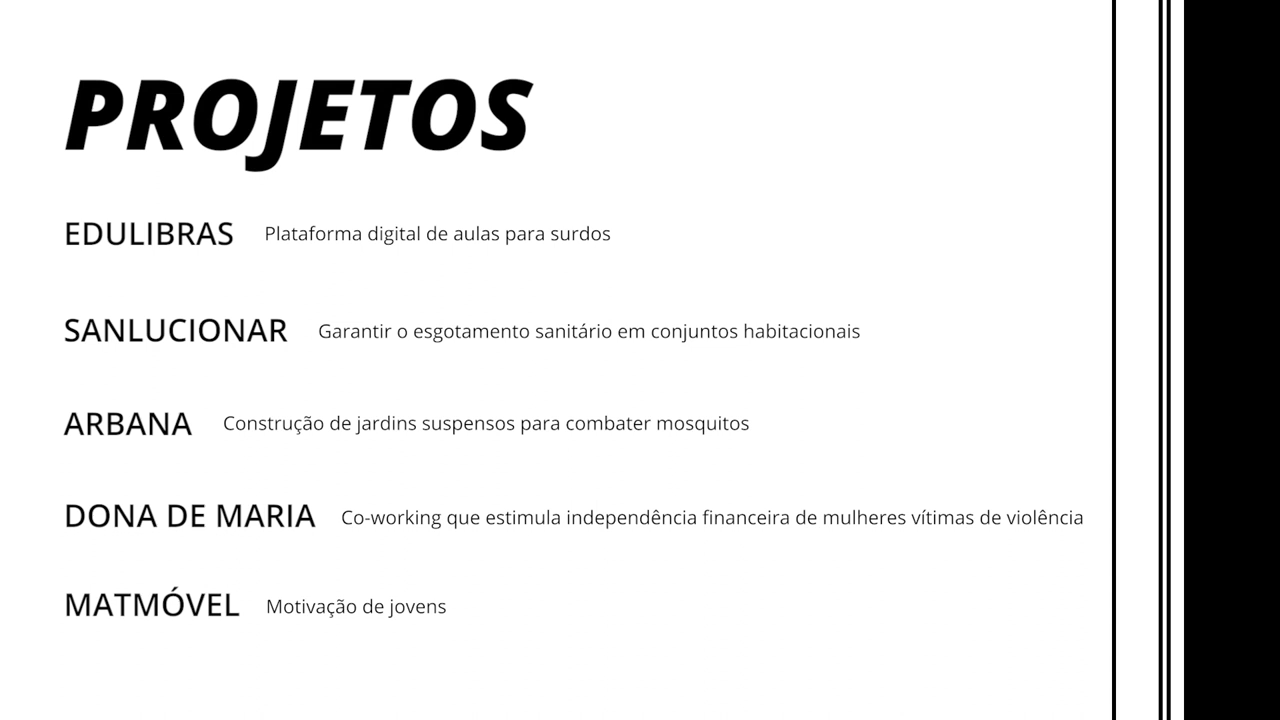 PROJETOS
EDULIBRAS Plataforma digital de aulas para surdos
SANLUCIONAR Garantir o esgotamento sanitário em conjuntos habitacionais
ARBANA Construção de jardins suspensos para combater mosquitos
DONA DE MARIA Co-working que estimula independência financeira de mulheres vítimas de violência
MATMÓVEL Motivação de jovens